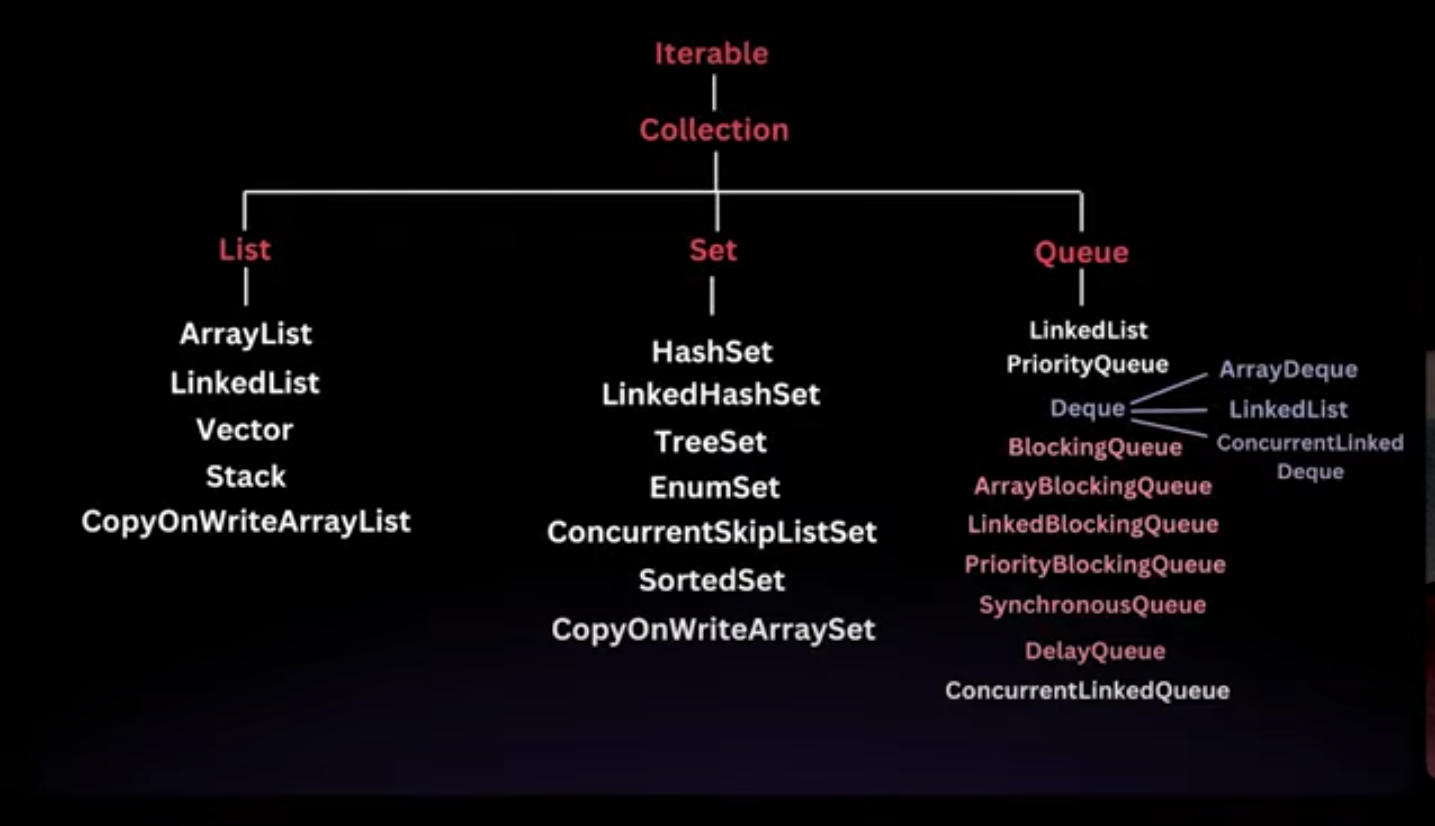 Iterable
Collection
List
Set
Queue
ArrayList
LinkedList
Vector
Stack
CopyOnWriteArrayList
HashSet
LinkedHashSet
TreeSet
EnumSet
ConcurrentSkipListSet
SortedSet
CopyOnWriteArraySet
LinkedList
PriorityQueue
Deque
ArrayDeque
LinkedList
ConcurrentLinked
Deque
BlockingQueue
ArrayBlockingQueue
LinkedBlockingQueue
PriorityBlockingQueue
SynchronousQueue
DelayQueue
ConcurrentLinkedQueue